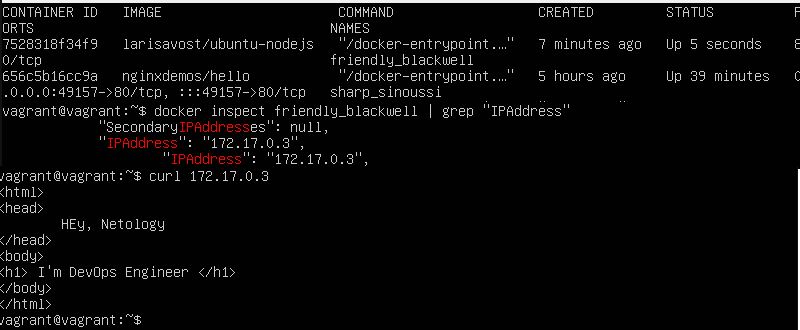 CONTAINER ID   IMAGE                      COMMAND                  CREATED         STATUS          P
ORTS                                     NAMES
7528318f34f9   larisavost/ubuntu-nodejs   "/docker-entrypoint.…"   7 minutes ago   Up 5 seconds    8
0/tcp                                    friendly_blackwell
656c5b16cc9a   nginxdemos/hello           "/docker-entrypoint.…"   5 hours ago     Up 39 minutes   0
.0.0.0:49157->80/tcp, :::49157->80/tcp   sharp_sinoussi
vagrant@vagrant:~$ docker inspect friendly_blackwell | grep "IPAddress"
            "SecondaryIPAddresses": null,
            "IPAddress": "172.17.0.3",
                    "IPAddress": "172.17.0.3",
vagrant@vagrant:~$ curl 172.17.0.3
<html>
<head>
        HEy, Netology
</head>
<body>
<h1> I'm DevOps Engineer </h1>
</body>
</html>
vagrant@vagrant:~$